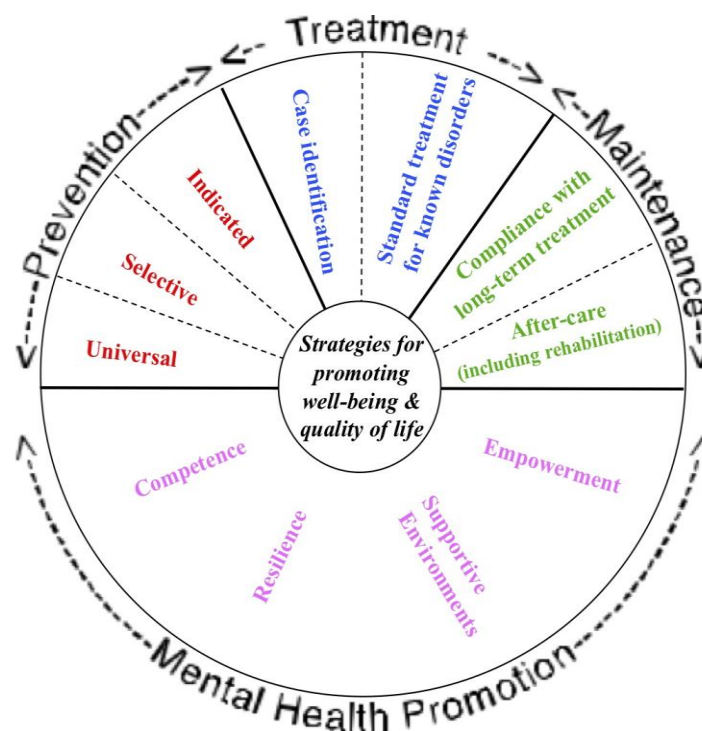 Treatment
Prevention
Maintenance
Universal
Selective
Indicated
Case identification
Standard treatment
for known disorders
Compliance with
long-term treatment
After-care
(including rehabilitation)
Strategies for
promoting
well-being &
quality of life
Competence
Resilience
Supportive
Environments
Empowerment
Mental Health Promotion